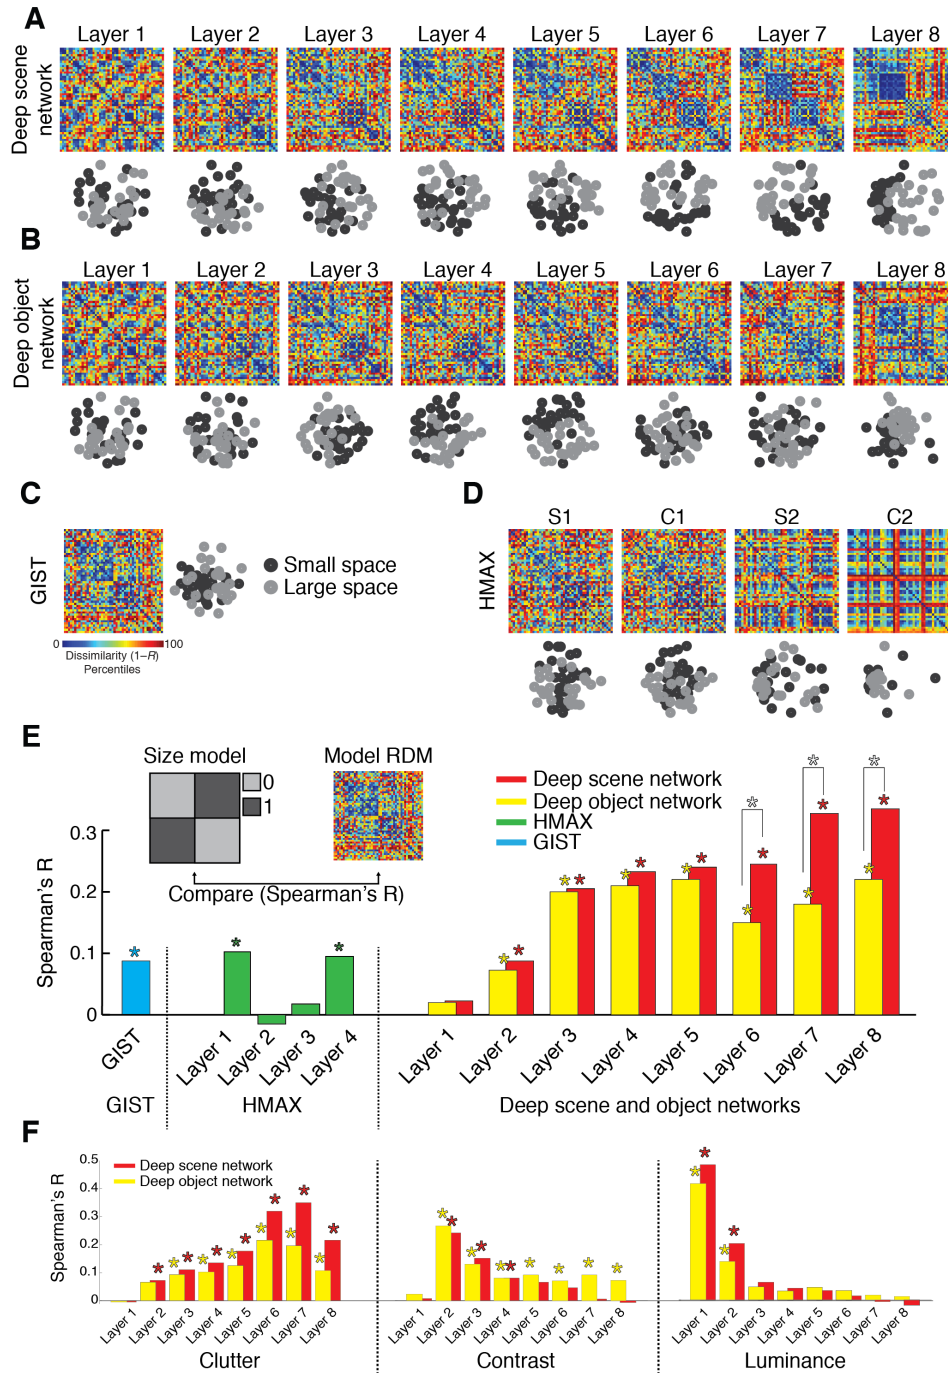 A
Layer 1 Layer 2 Layer 3 Layer 4 Layer 5 Layer 6 Layer 7 Layer 8
Deep scene
network
B
Layer 1 Layer 2 Layer 3 Layer 4 Layer 5 Layer 6 Layer 7 Layer 8
Deep object
network
C
GIST
Small space
Large space
0 100
Dissimilarity (1–R)
Percentiles
D
S1 C1 S2 C2
HMAX
E
Size model
0
1
Model RDM
Compare (Spearman's R)
Deep scene network
Deep object network
HMAX
GIST
Spearman's R
0.3
0.2
0.1
0
GIST
Layer 1 Layer 2 Layer 3 Layer 4
Layer 1 Layer 2 Layer 3 Layer 4 Layer 5 Layer 6 Layer 7 Layer 8
GIST HMAX Deep scene and object networks
F
Deep scene network
Deep object network
Spearman's R
0.5
0.4
0.3
0.2
0.1
0
Layer 1 Layer 2 Layer 3 Layer 4 Layer 5 Layer 6 Layer 7 Layer 8
Layer 1 Layer 2 Layer 3 Layer 4 Layer 5 Layer 6 Layer 7 Layer 8
Layer 1 Layer 2 Layer 3 Layer 4 Layer 5 Layer 6 Layer 7 Layer 8
Clutter Contrast Luminance